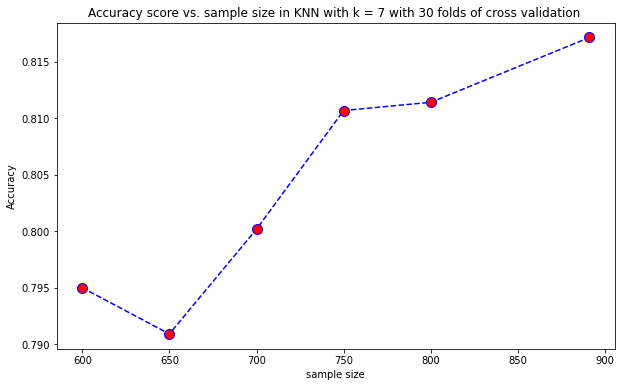 Accuracy score vs. sample size in KNN with k = 7 with 30 folds of cross validation
Accuracy
0.815
0.810
0.805
0.800
0.795
0.790
600 650 700 750 800 850 900
sample size